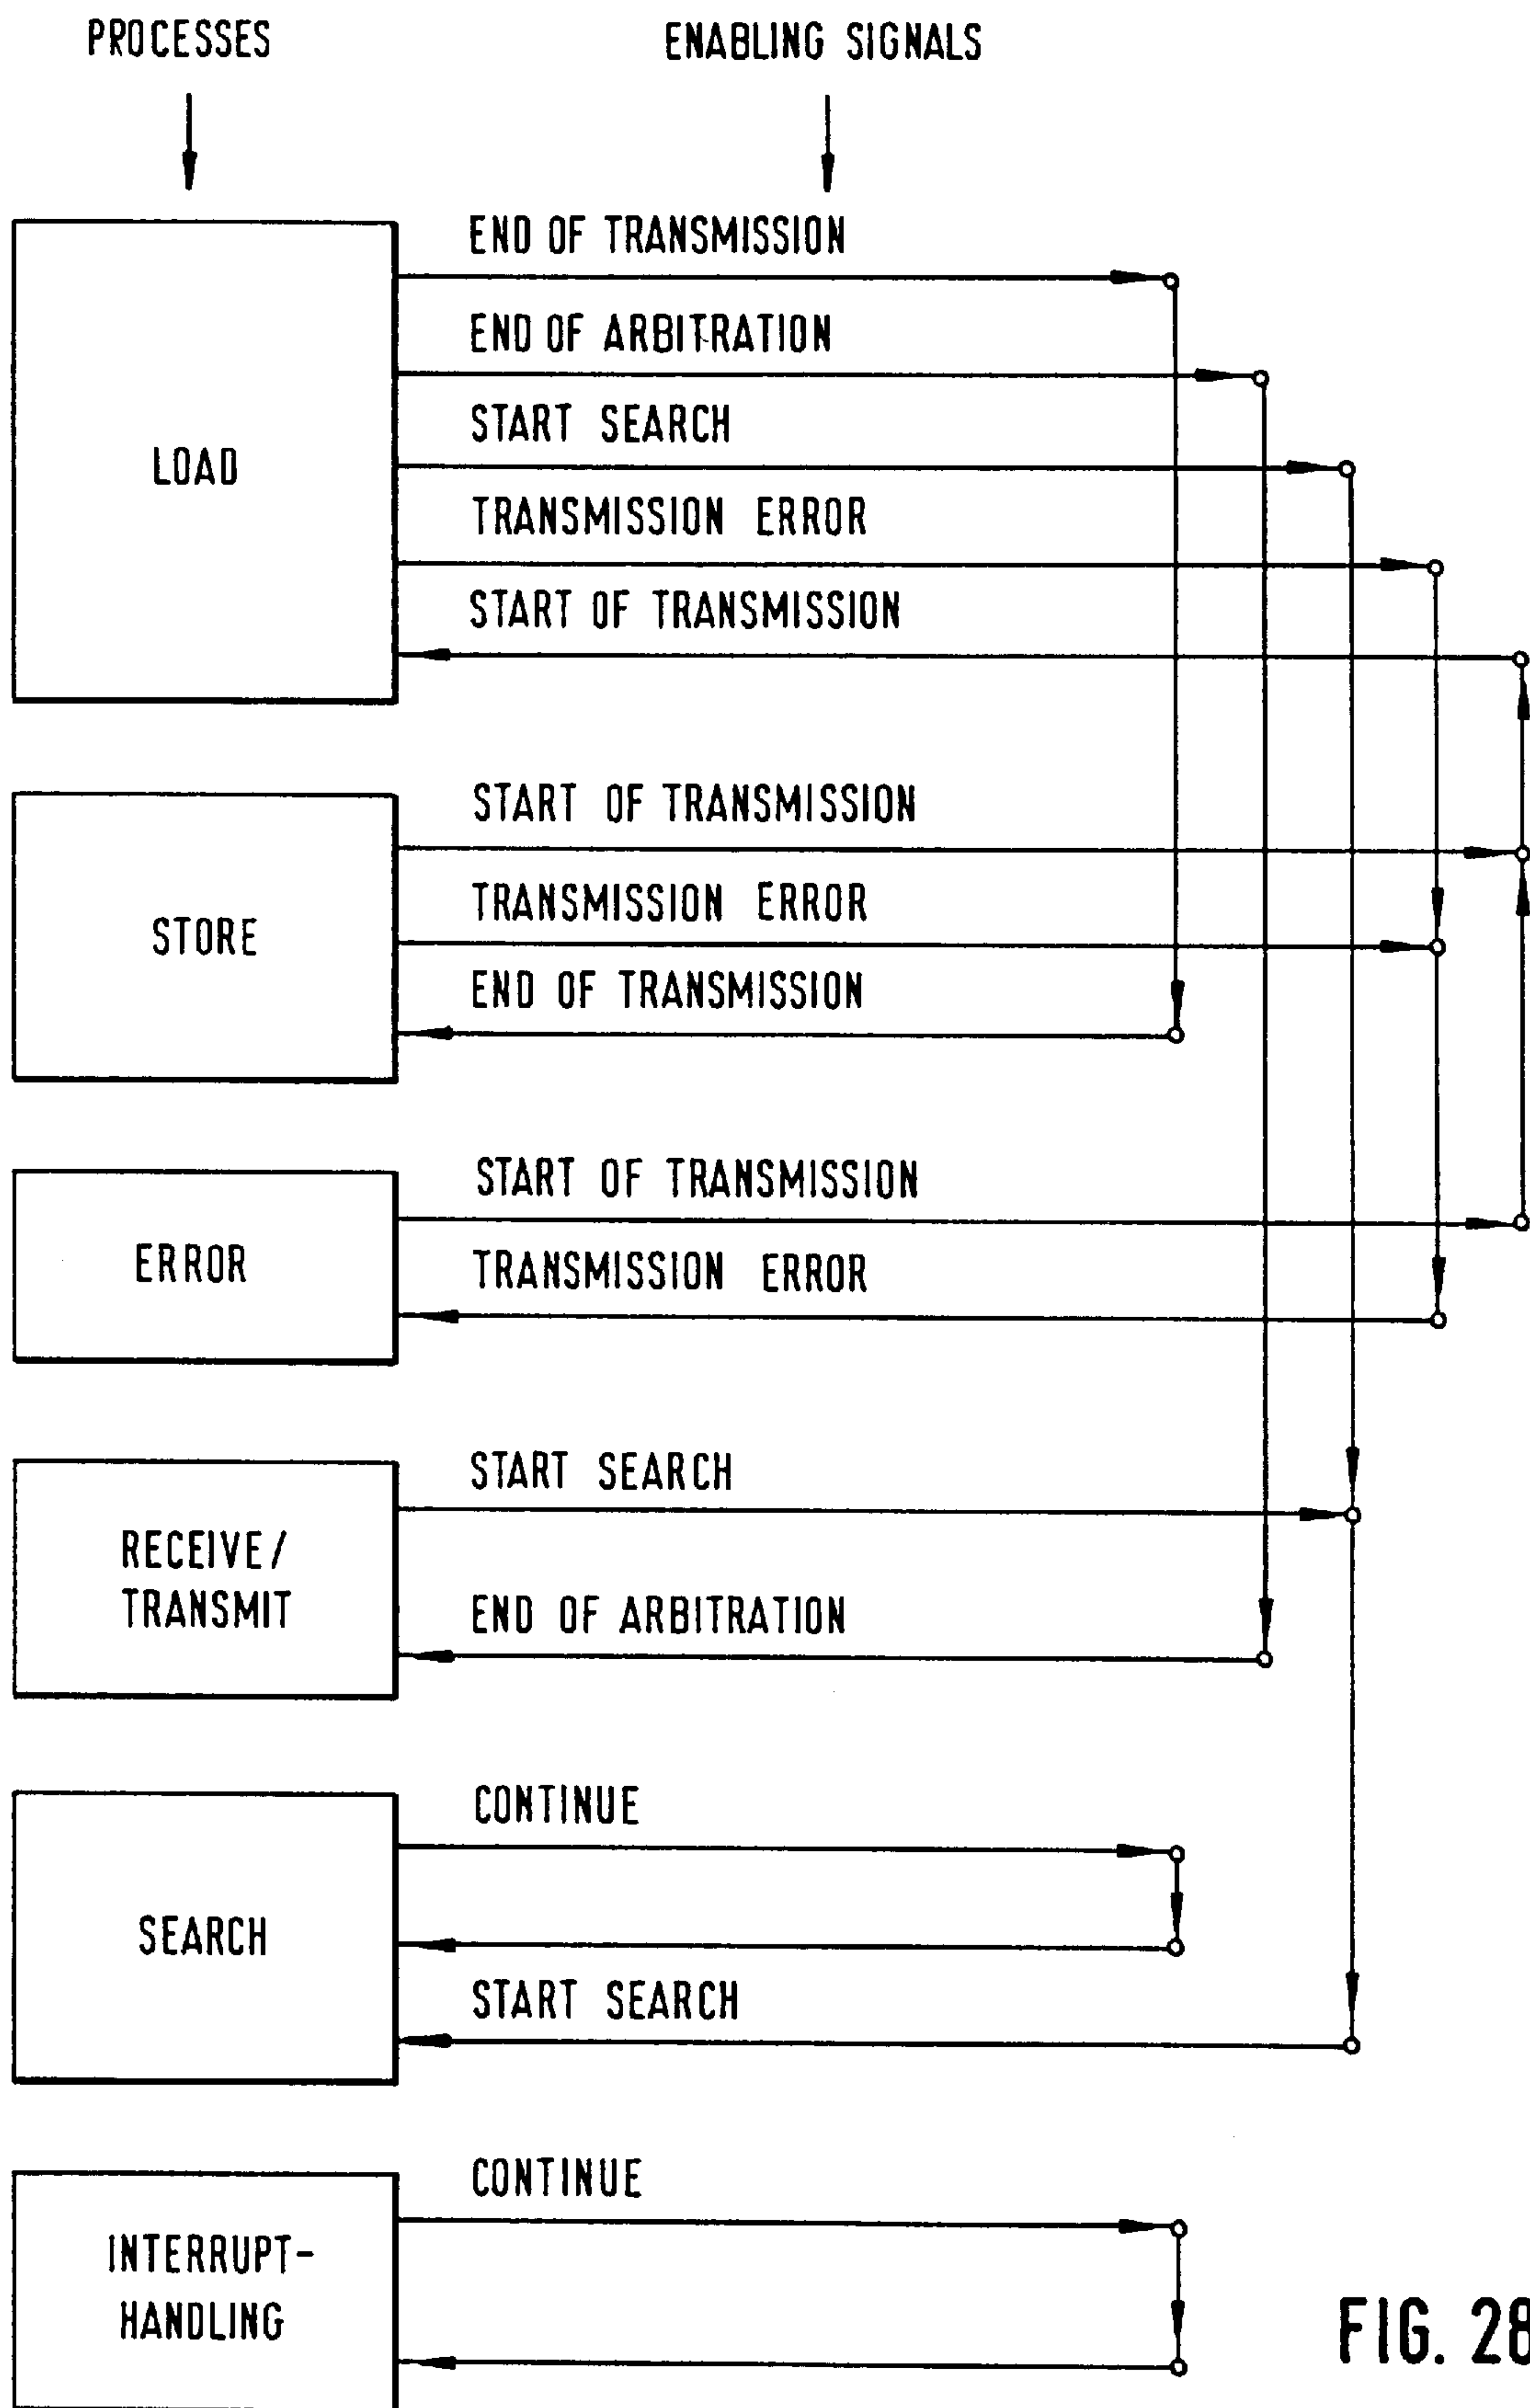 PROCESSES
ENABLING SIGNALS
LOAD
END OF TRANSMISSION
END OF ARBITRATION
START SEARCH
TRANSMISSION ERROR
START OF TRANSMISSION
STORE
START OF TRANSMISSION
TRANSMISSION ERROR
END OF TRANSMISSION
ERROR
START OF TRANSMISSION
TRANSMISSION ERROR
RECEIVE/
TRANSMIT
START SEARCH
END OF ARBITRATION
SEARCH
CONTINUE
START SEARCH
INTERRUPT-
HANDLING
CONTINUE
FIG. 28